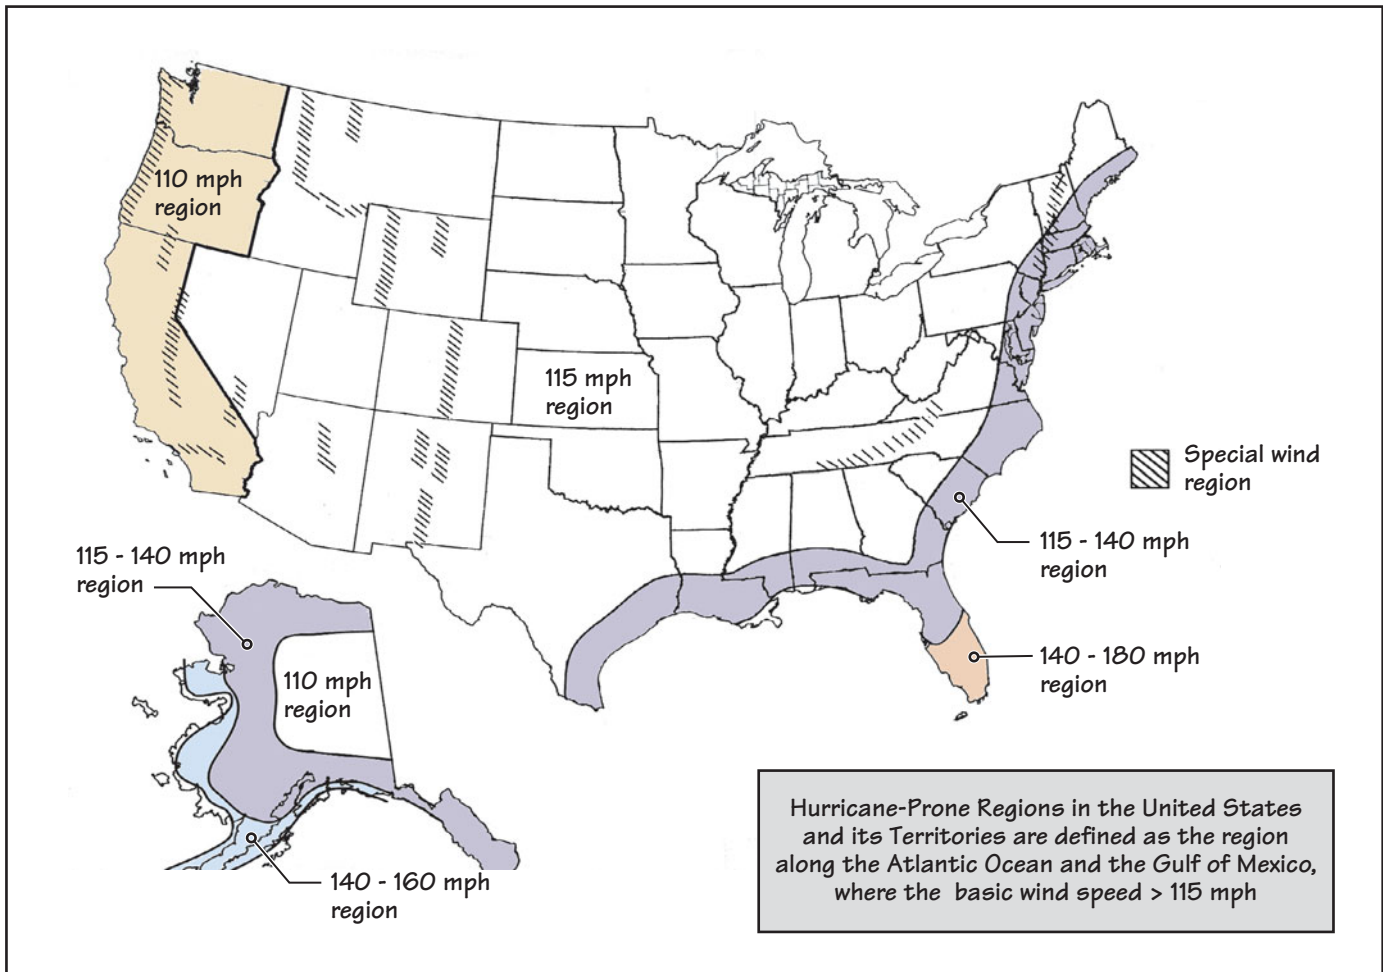 110 mph
region
115 mph
region
Special wind
region
115 - 140 mph
region
115 - 140 mph
region
140 - 180 mph
region
110 mph
region
140 - 160 mph
region
Hurricane-Prone Regions in the United States
and its Territories are defined as the region
along the Atlantic Ocean and the Gulf of Mexico,
where the basic wind speed > 115 mph